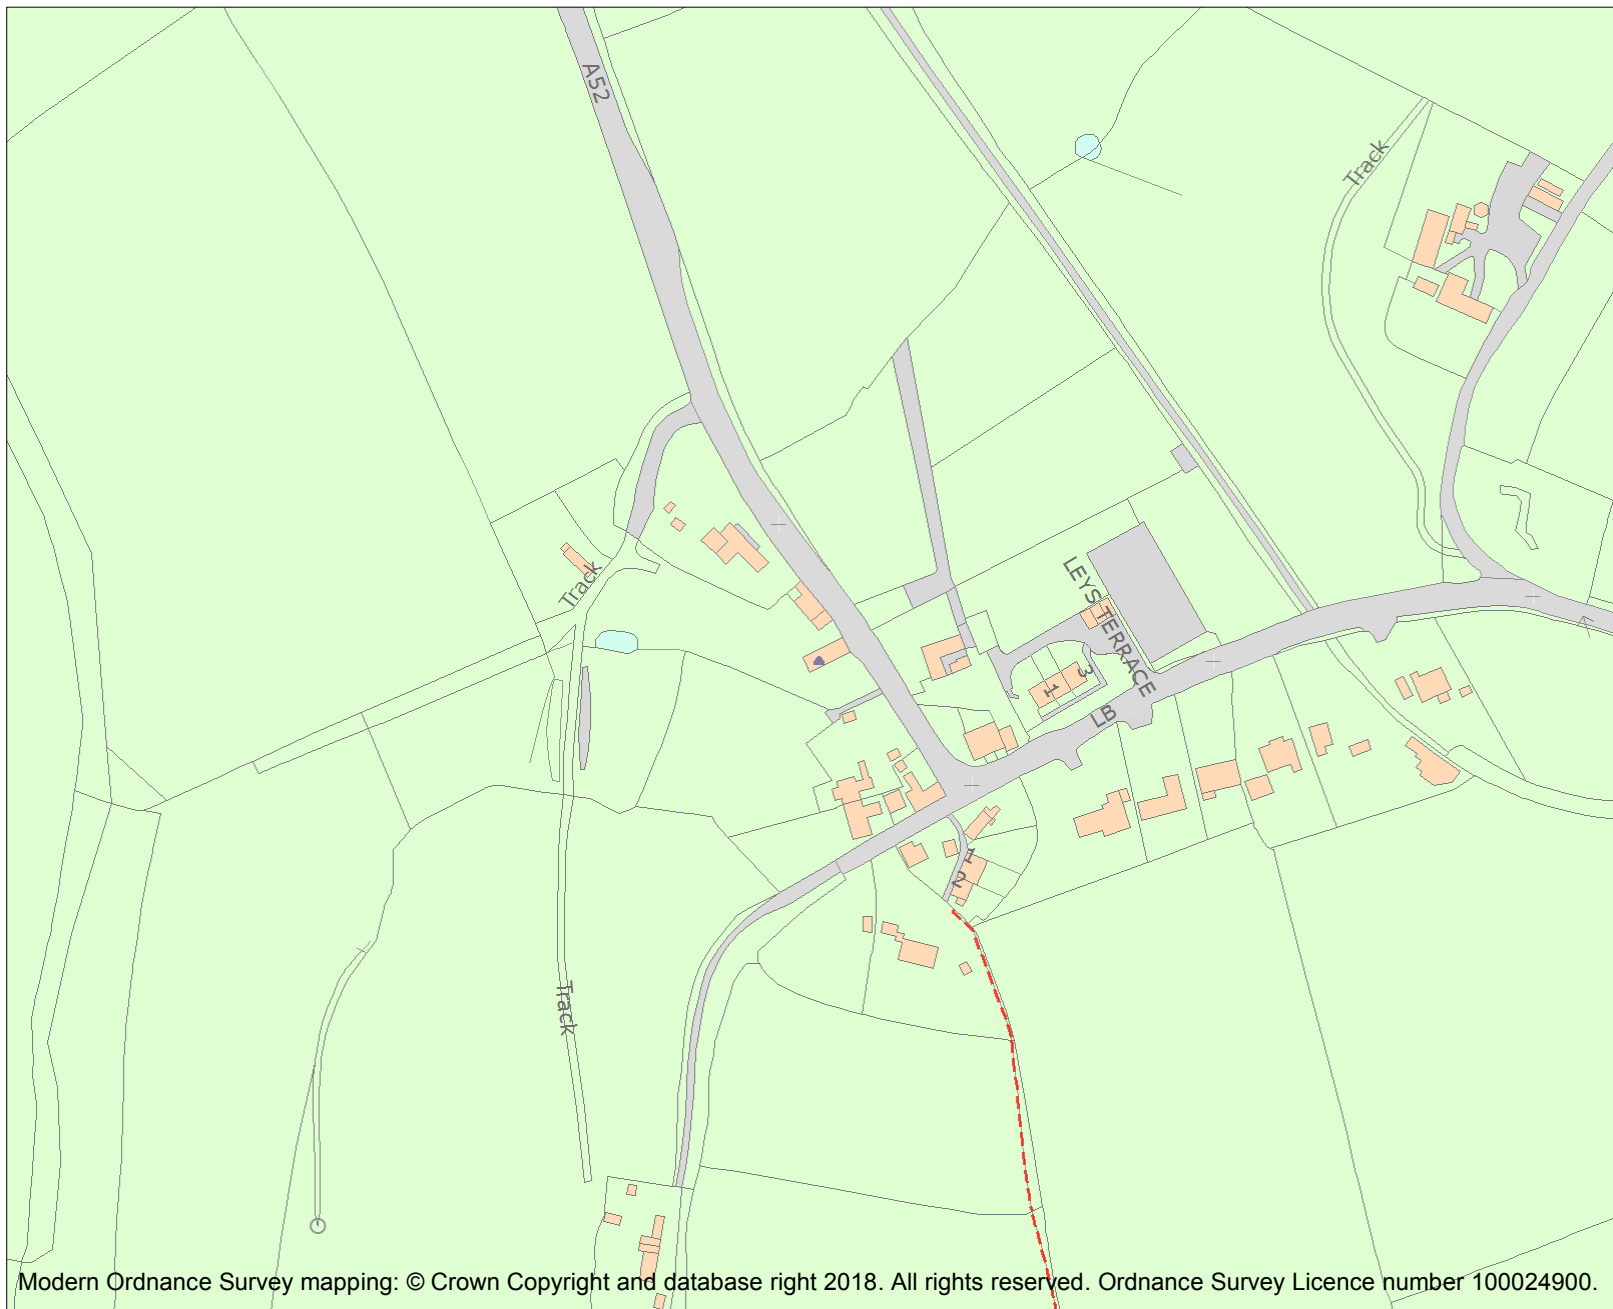 A52
Track
LEYS TERRACE
Track
3
1
LB
1
2
Track
Modern Ordnance Survey mapping: © Crown Copyright and database right 2018. All rights reserved. Ordnance Survey Licence number 100024900.